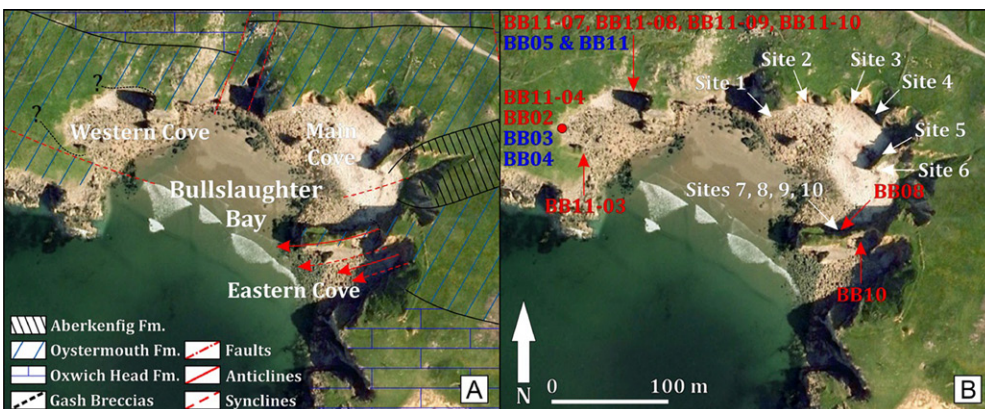 ?
?
Western Cove
Main
Cove
Bullslaughter
Bay
Eastern Cove
Aberkenfig Fm.
Oystermouth Fm.
Faults
Oxwich Head Fm.
Anticlines
Gash Breccias
Synclines
A
BB11-07, BB11-08, BB11-09, BB11-10
BB05 & BB11
Site 2
Site 3
Site 1
Site 4
BB11-04
BB02
BB03
BB04
Site 5
Site 6
BB11-03
Sites 7, 8, 9, 10
BB08
BB10
N
0 100 m
B